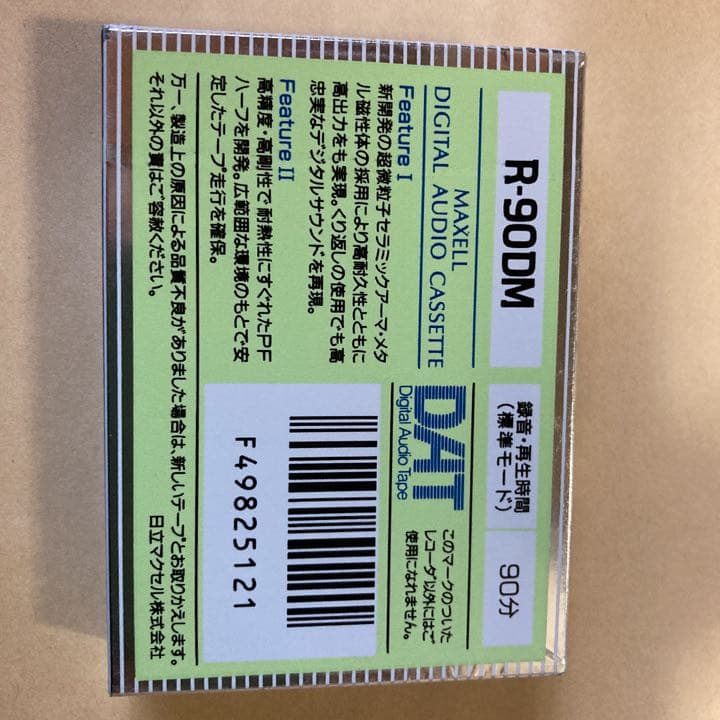 R-90DM
録音・再生時間
(標準モード)
90分
MAXELL
DIGITAL AUDIO CASSETTE
Feature I
新開発の超微粒子セラミックアーマ・メタ
ル磁性体の採用により高耐久性とともに
高出力をも実現。くり返しの使用でも高
忠実なデジタルサウンドを再現。
Feature II
高精度・高剛性で耐熱性にすぐれたPF
ハーフを開発。広範囲な環境のもとで安
定したテープ走行を確保。
DAT
Digital Audio Tape
このマークのついた
レコーダ以外にはご
使用になれません。
F49825121
万一、製造上の原因による品質不良がありました場合は、新しいテープとお取りかえします。
それ以外の責はご容赦ください。
日立マクセル株式会社